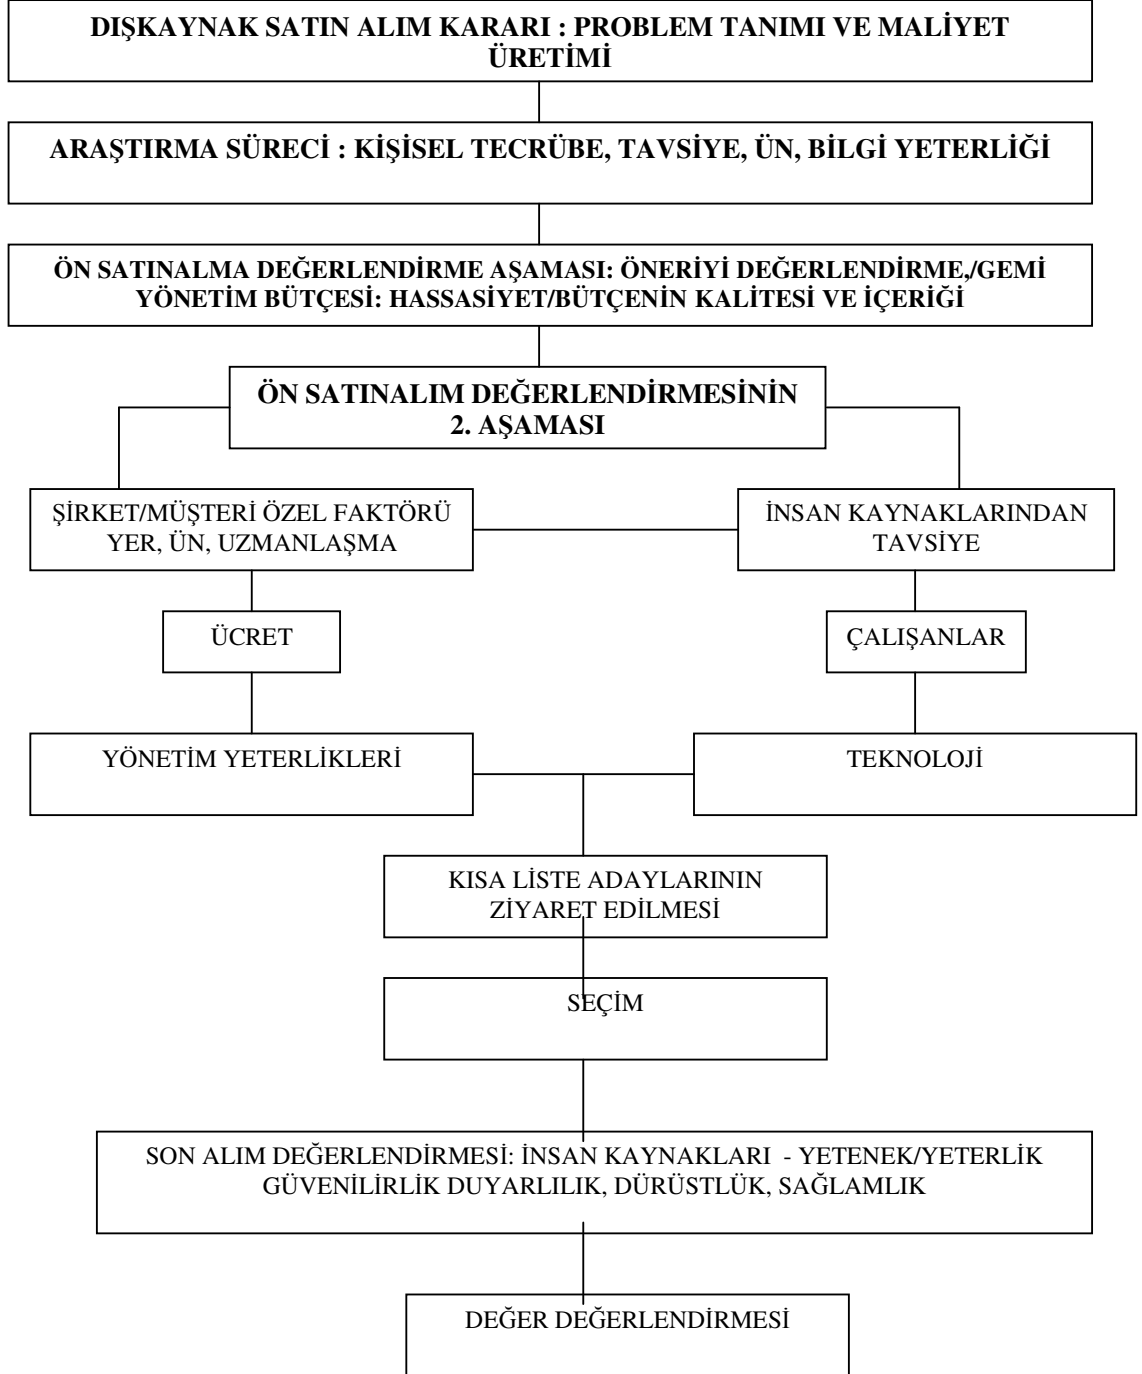 DIŞKAYNAK SATIN ALIM KARARI : PROBLEM TANIMI VE MALİYET
ÜRETİMİ
ARAŞTIRMA SÜRECİ : KİŞİSEL TECRÜBE, TAVSİYE, ÜN, BİLGİ YETERLİĞİ
ÖN SATINALMA DEĞERLENDİRME AŞAMASI: ÖNERİYİ DEĞERLENDİRME,/GEMİ
YÖNETİM BÜTÇESİ: HASSASİYET/BÜTÇENİN KALİTESİ VE İÇERİĞİ
ÖN SATINALIM DEĞERLENDİRMESİNİN
2. AŞAMASI
ŞİRKET/MÜŞTERİ ÖZEL FAKTÖRÜ
YER, ÜN, UZMANLAŞMA
İNSAN KAYNAKLARINDAN
TAVSİYE
ÜCRET
ÇALIŞANLAR
YÖNETİM YETERLİKLERİ
TEKNOLOJİ
KISA LİSTE ADAYLARININ
ZİYARET EDİLMESİ
SEÇİM
SON ALIM DEĞERLENDİRMESİ: İNSAN KAYNAKLARI - YETENEK/YETERLİK
GÜVENİLİRLİK DUYARLILIK, DÜRÜSTLÜK, SAĞLAMLIK
DEĞER DEĞERLENDİRMESİ